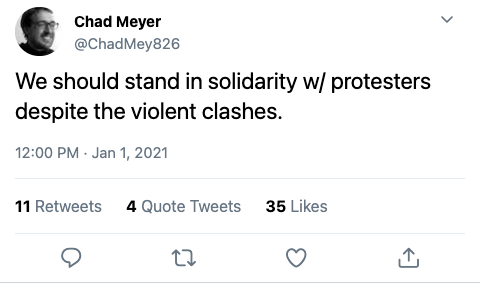 Chad Meyer
@ChadMey826
We should stand in solidarity w/ protesters
despite the violent clashes.
12:00 PM · Jan 1, 2021
11 Retweets 4 Quote Tweets 35 Likes